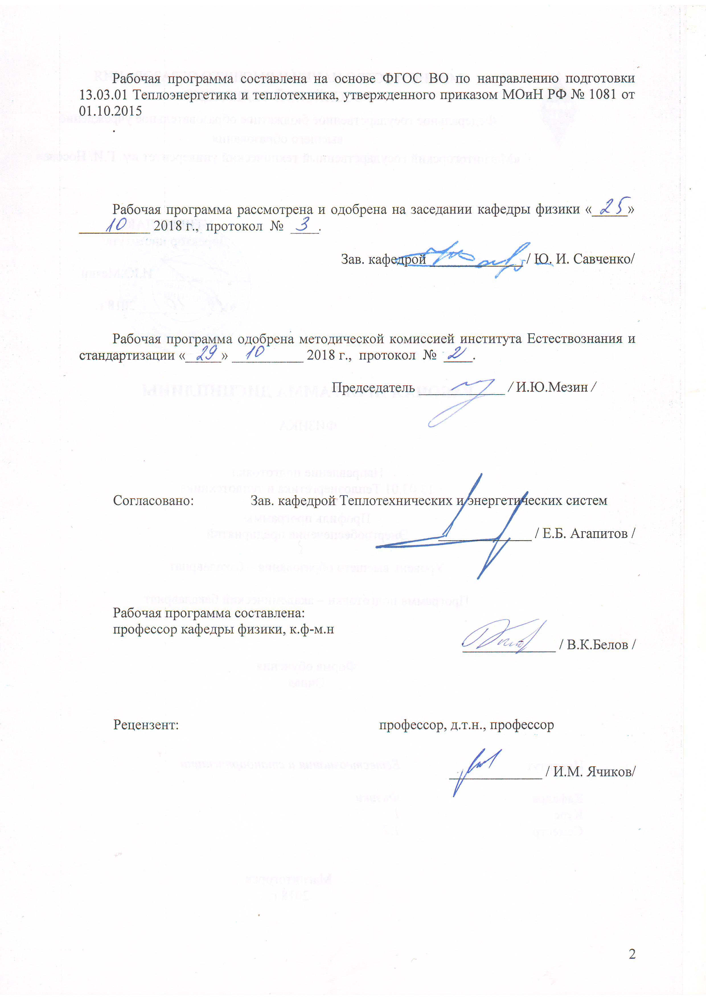 Рабочая программа составлена на основе ФГОС ВО по направлению подготовки
13.03.01 Теплоэнергетика и теплотехника, утвержденного приказом МОиН РФ № 1081 от
01.10.2015
.
Рабочая программа рассмотрена и одобрена на заседании кафедры физики «25»
10 2018 г., протокол № 3.
Зав. кафедрой / Ю. И. Савченко/
Рабочая программа одобрена методической комиссией института Естествознания и
стандартизации «29» 10 2018 г., протокол № 2.
Председатель / И.Ю.Мезин /
Согласовано: Зав. кафедрой Теплотехнических и энергетических систем
/ Е.Б. Агапитов /
Рабочая программа составлена:
профессор кафедры физики, к.ф-м.н
/ В.К.Белов /
Рецензент: профессор, д.т.н., профессор
/ И.М. Ячиков/
2